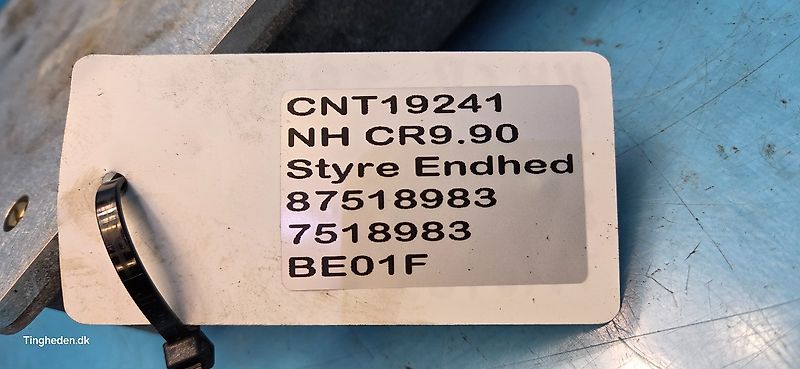 CNT19241
NH CR9.90
Styre Endhed
87518983
7518983
BE01F
Tingheden.dk